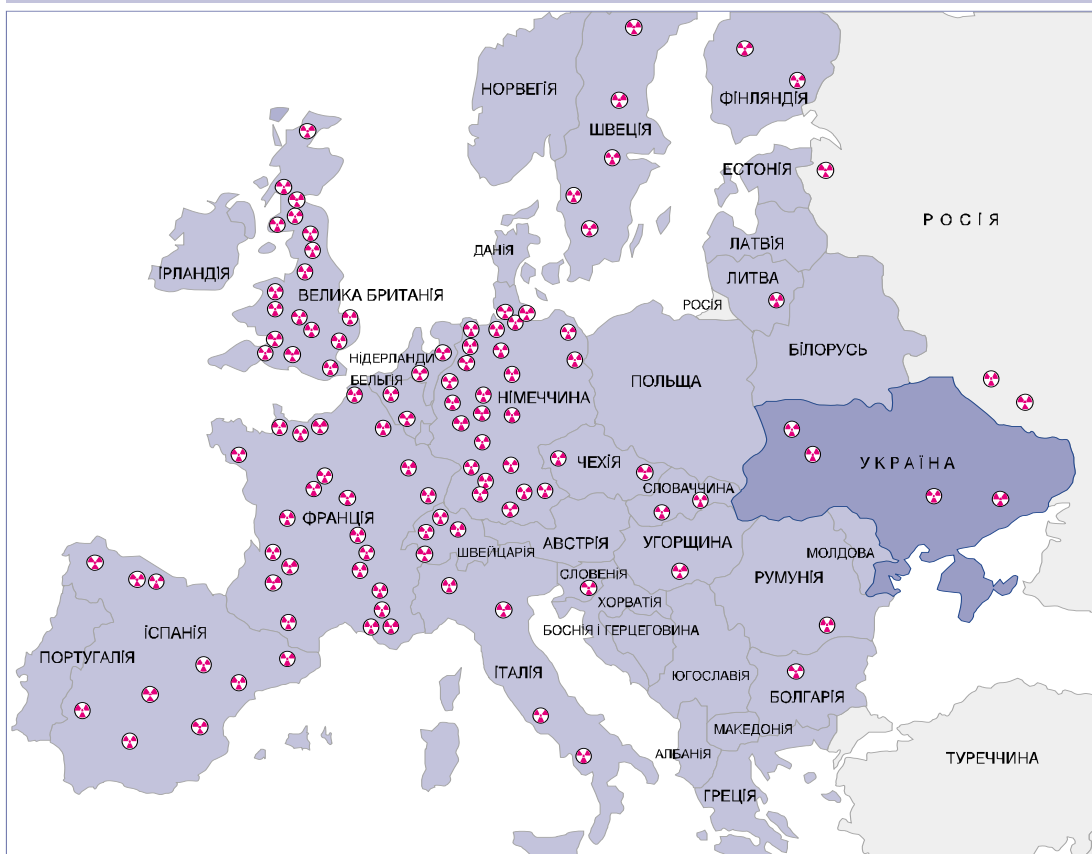 НОРВЕГІЯ
ФІНЛЯНДІЯ
ШВЕЦІЯ
ЕСТОНІЯ
РОСІЯ
ДАНІЯ
ЛАТВІЯ
ІРЛАНДІЯ
ЛИТВА
ВЕЛИКА БРИТАНІЯ
РОСІЯ
БІЛОРУСЬ
НІДЕРЛАНДИ
БЕЛЬГІЯ
ПОЛЬЩА
НІМЕЧЧИНА
ЧЕХІЯ
УКРАЇНА
СЛОВАЧЧИНА
ФРАНЦІЯ
АВСТРІЯ
УГОРЩИНА
ШВЕЙЦАРІЯ
МОЛДОВА
СЛОВЕНІЯ
РУМУНІЯ
ХОРВАТІЯ
ІСПАНІЯ
БОСНІЯ І ГЕРЦЕГОВИНА
ПОРТУГАЛІЯ
ІТАЛІЯ
ЮГОСЛАВІЯ
БОЛГАРІЯ
МАКЕДОНІЯ
АЛБАНІЯ
ТУРЕЧЧИНА
ГРЕЦІЯ